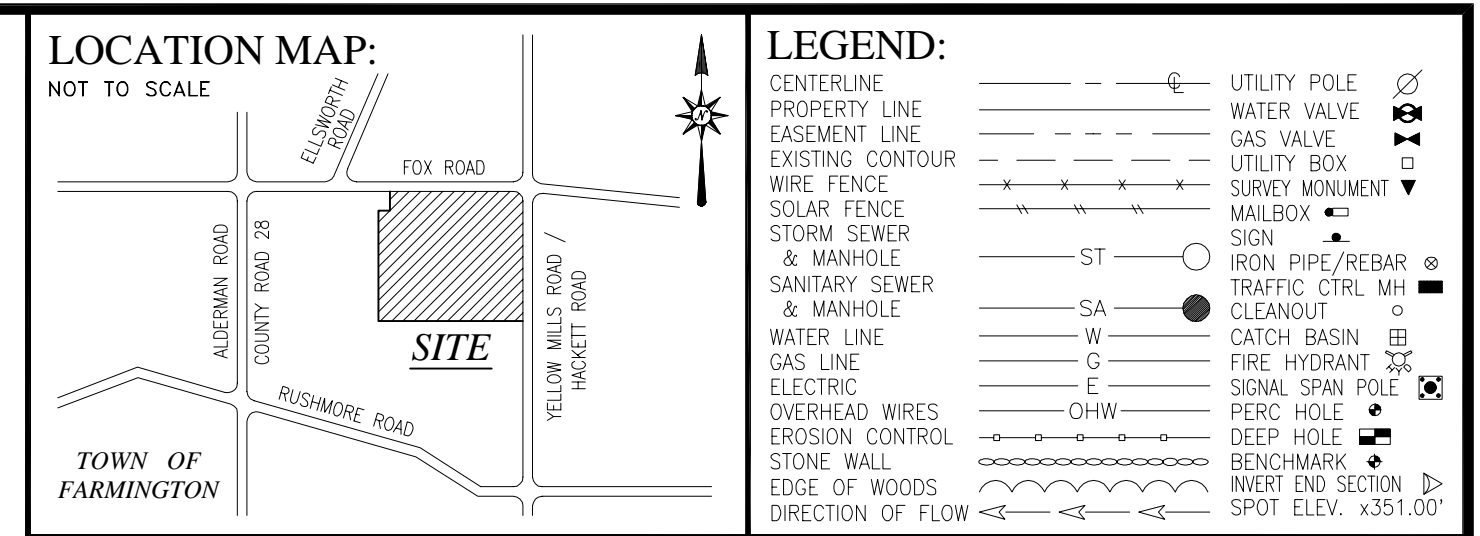 LOCATION MAP:
NOT TO SCALE
ELLSWORTH
ROAD
FOX ROAD
N
ALDERMAN ROAD
COUNTY ROAD 28
SITE
YELLOW MILLS ROAD /
HACKETT ROAD
RUSHMORE ROAD
TOWN OF
FARMINGTON
LEGEND:
CENTERLINE
PROPERTY LINE
EASEMENT LINE
EXISTING CONTOUR
WIRE FENCE
SOLAR FENCE
STORM SEWER
& MANHOLE ST
SANITARY SEWER
& MANHOLE SA
WATER LINE W
GAS LINE G
ELECTRIC E
OVERHEAD WIRES OHW
EROSION CONTROL
STONE WALL
EDGE OF WOODS
DIRECTION OF FLOW
UTILITY POLE
WATER VALVE
GAS VALVE
UTILITY BOX
SURVEY MONUMENT
MAILBOX
SIGN
IRON PIPE/REBAR
TRAFFIC CTRL MH
CLEANOUT
CATCH BASIN
FIRE HYDRANT
SIGNAL SPAN POLE
PERC HOLE
DEEP HOLE
BENCHMARK
INVERT END SECTION
SPOT ELEV. x351.00'